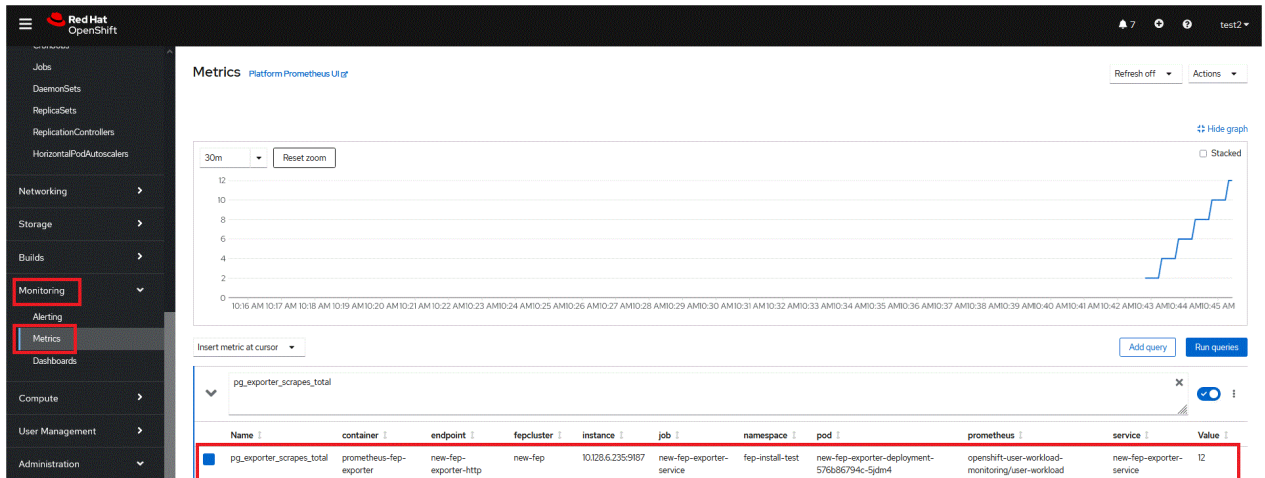 Red Hat
OpenShift
7
test2
CronJobs
Jobs
DaemonSets
ReplicaSets
ReplicationControllers
HorizontalPodAutoscalers
Networking
Storage
Builds
Monitoring
Alerting
Metrics
Dashboards
Compute
User Management
Administration
Metrics Platform Prometheus UI
Refresh off Actions
Hide graph
30m Reset zoom Stacked
12
10
8
6
4
2
0
10:16 AM 10:17 AM 10:18 AM 10:19 AM 10:20 AM 10:21 AM 10:22 AM 10:23 AM 10:24 AM 10:25 AM 10:26 AM 10:27 AM 10:28 AM 10:29 AM 10:30 AM 10:31 AM 10:32 AM 10:33 AM 10:34 AM 10:35 AM 10:36 AM 10:37 AM 10:38 AM 10:39 AM 10:40 AM 10:41 AM 10:42 AM 10:43 AM 10:44 AM 10:45 AM
Insert metric at cursor Add query Run queries
pg_exporter_scrapes_total
Name container endpoint fepcluster instance job namespace pod prometheus service Value
pg_exporter_scrapes_total prometheus-fep- new-fep- new-fep 10.128.6.235:9187 new-fep-exporter- fep-install-test new-fep-exporter-deployment- openshift-user-workload- new-fep-exporter- 12
exporter exporter-http service 576b86794c-5jdm4 monitoring/user-workload service